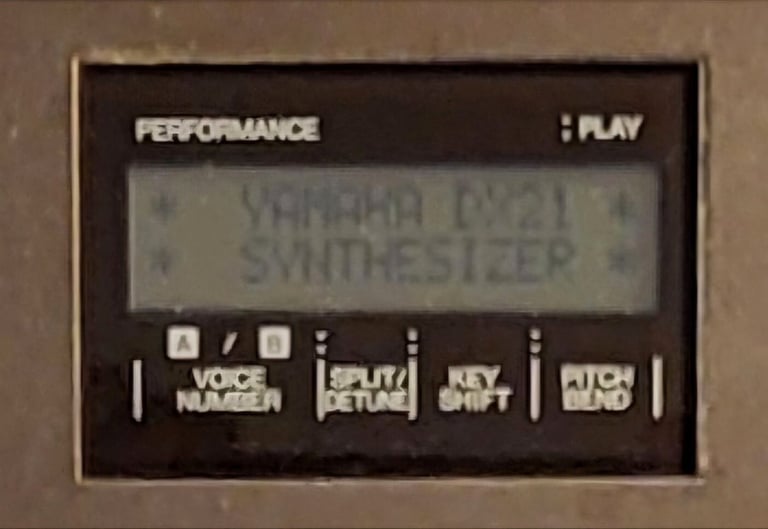 PERFORMANCE : PLAY
* YAMAHA DX21 *
* SYNTHESIZER *
A / B
VOICE NUMBER SPLIT/DETUNE KEY SHIFT PITCH BEND